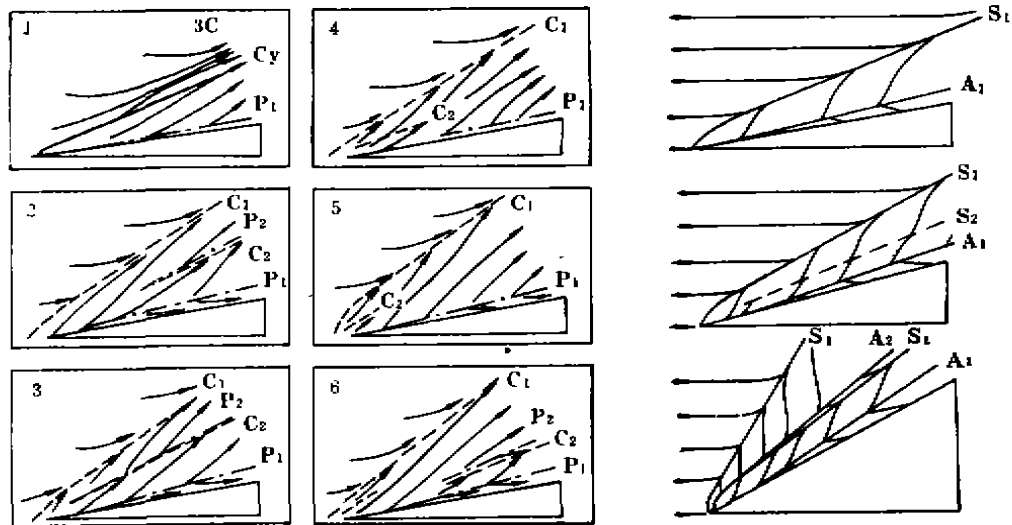 1
3C
Cy
P₁
4
C₁
C₂
P₁
S₁
A₁
2
C₁
P₂
C₂
P₁
5
C₁
C₂
P₁
S₁
S₂
A₁
3
C₁
P₂
C₂
P₁
6
C₁
P₂
C₂
P₁
S₁ A₂ S₁
A₁